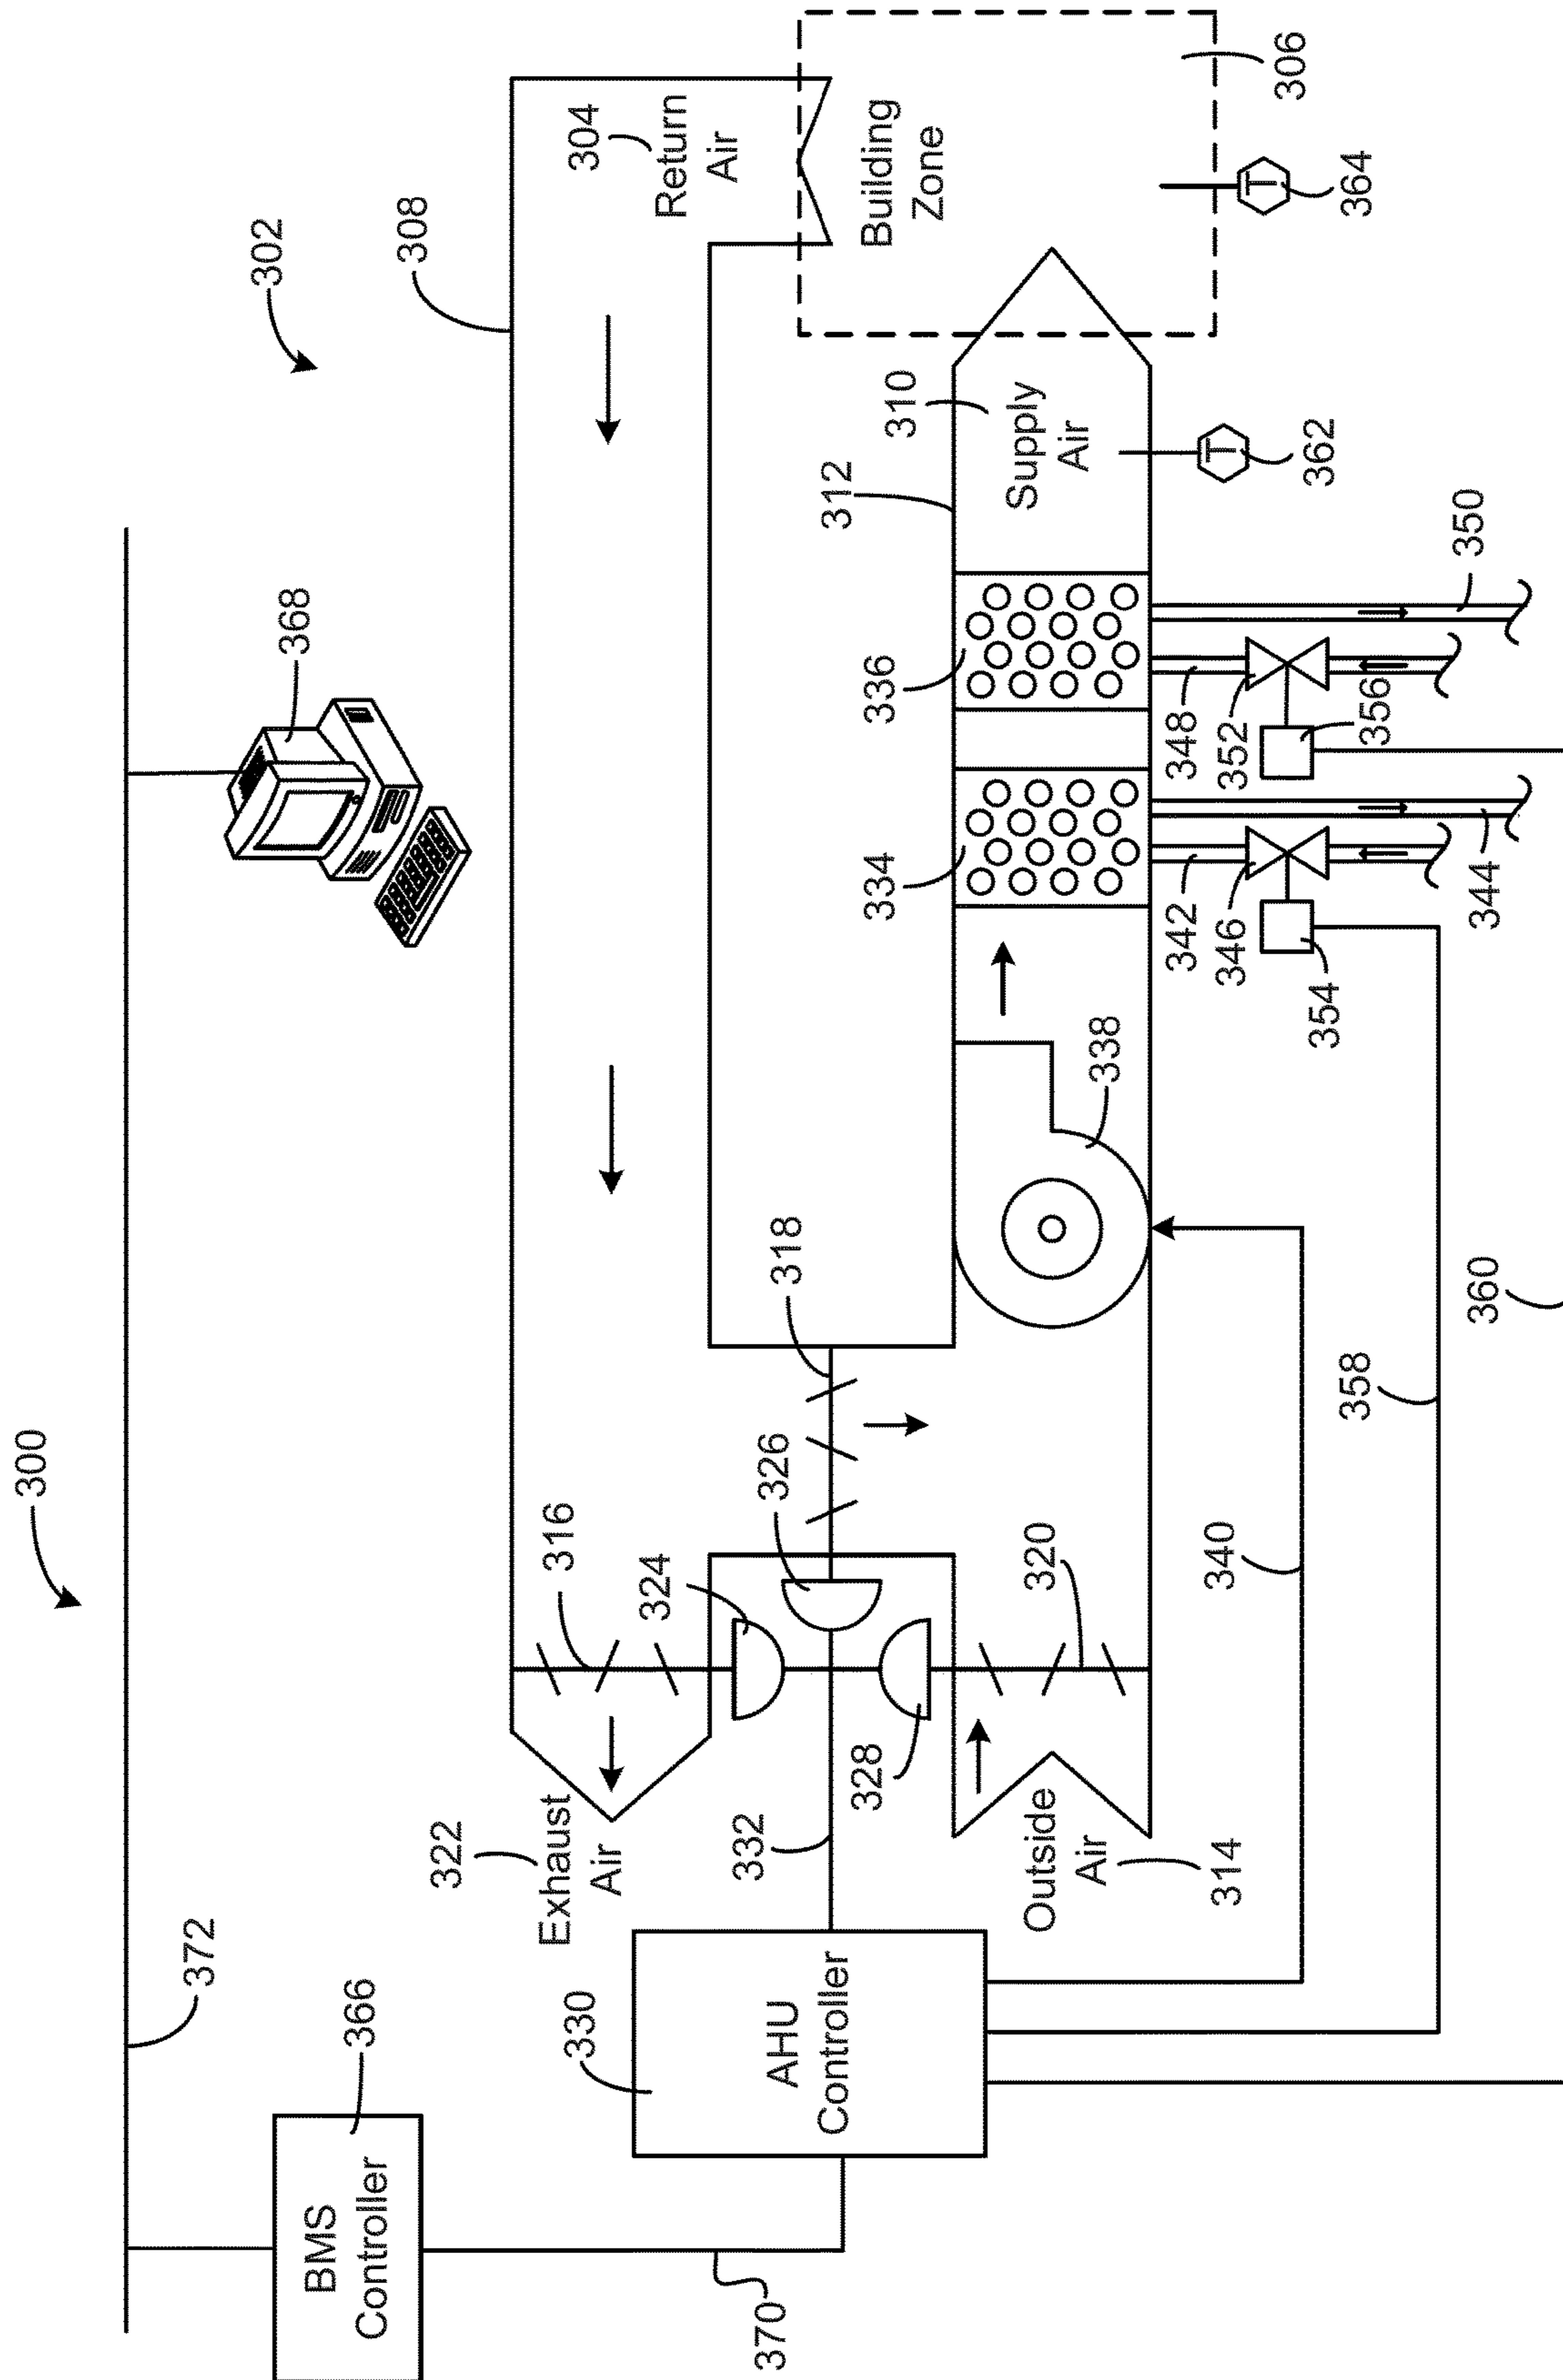 300
372
BMS
Controller
366
370
368
302
308
304
Return
Air
Building
Zone
306
364
322
Exhaust
Air
316
324
326
318
328
332
330
AHU
Controller
Outside
Air
314
320
338
334
336
312
310
Supply
Air
362
342
346
354
344
348
352
356
350
340
358
360
T
T